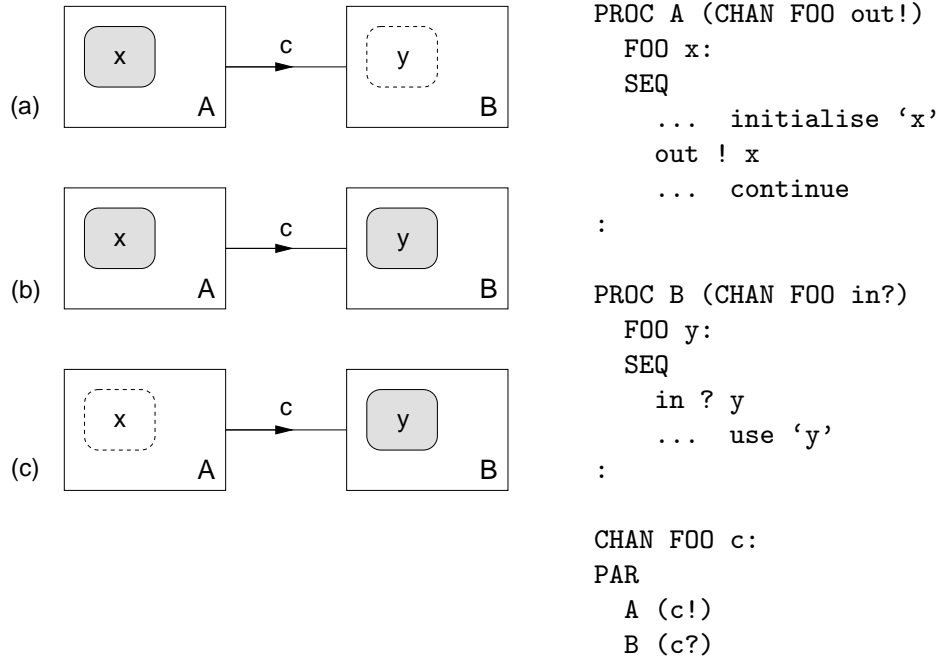 x
c
y
(a)
A
B
x
c
y
(b)
A
B
x
c
y
(c)
A
B
PROC A (CHAN FOO out!)
  FOO x:
  SEQ
    ...  initialise ‘x’
    out ! x
    ...  continue
:
PROC B (CHAN FOO in?)
  FOO y:
  SEQ
    in ? y
    ...  use ‘y’
:
CHAN FOO c:
PAR
  A (c!)
  B (c?)